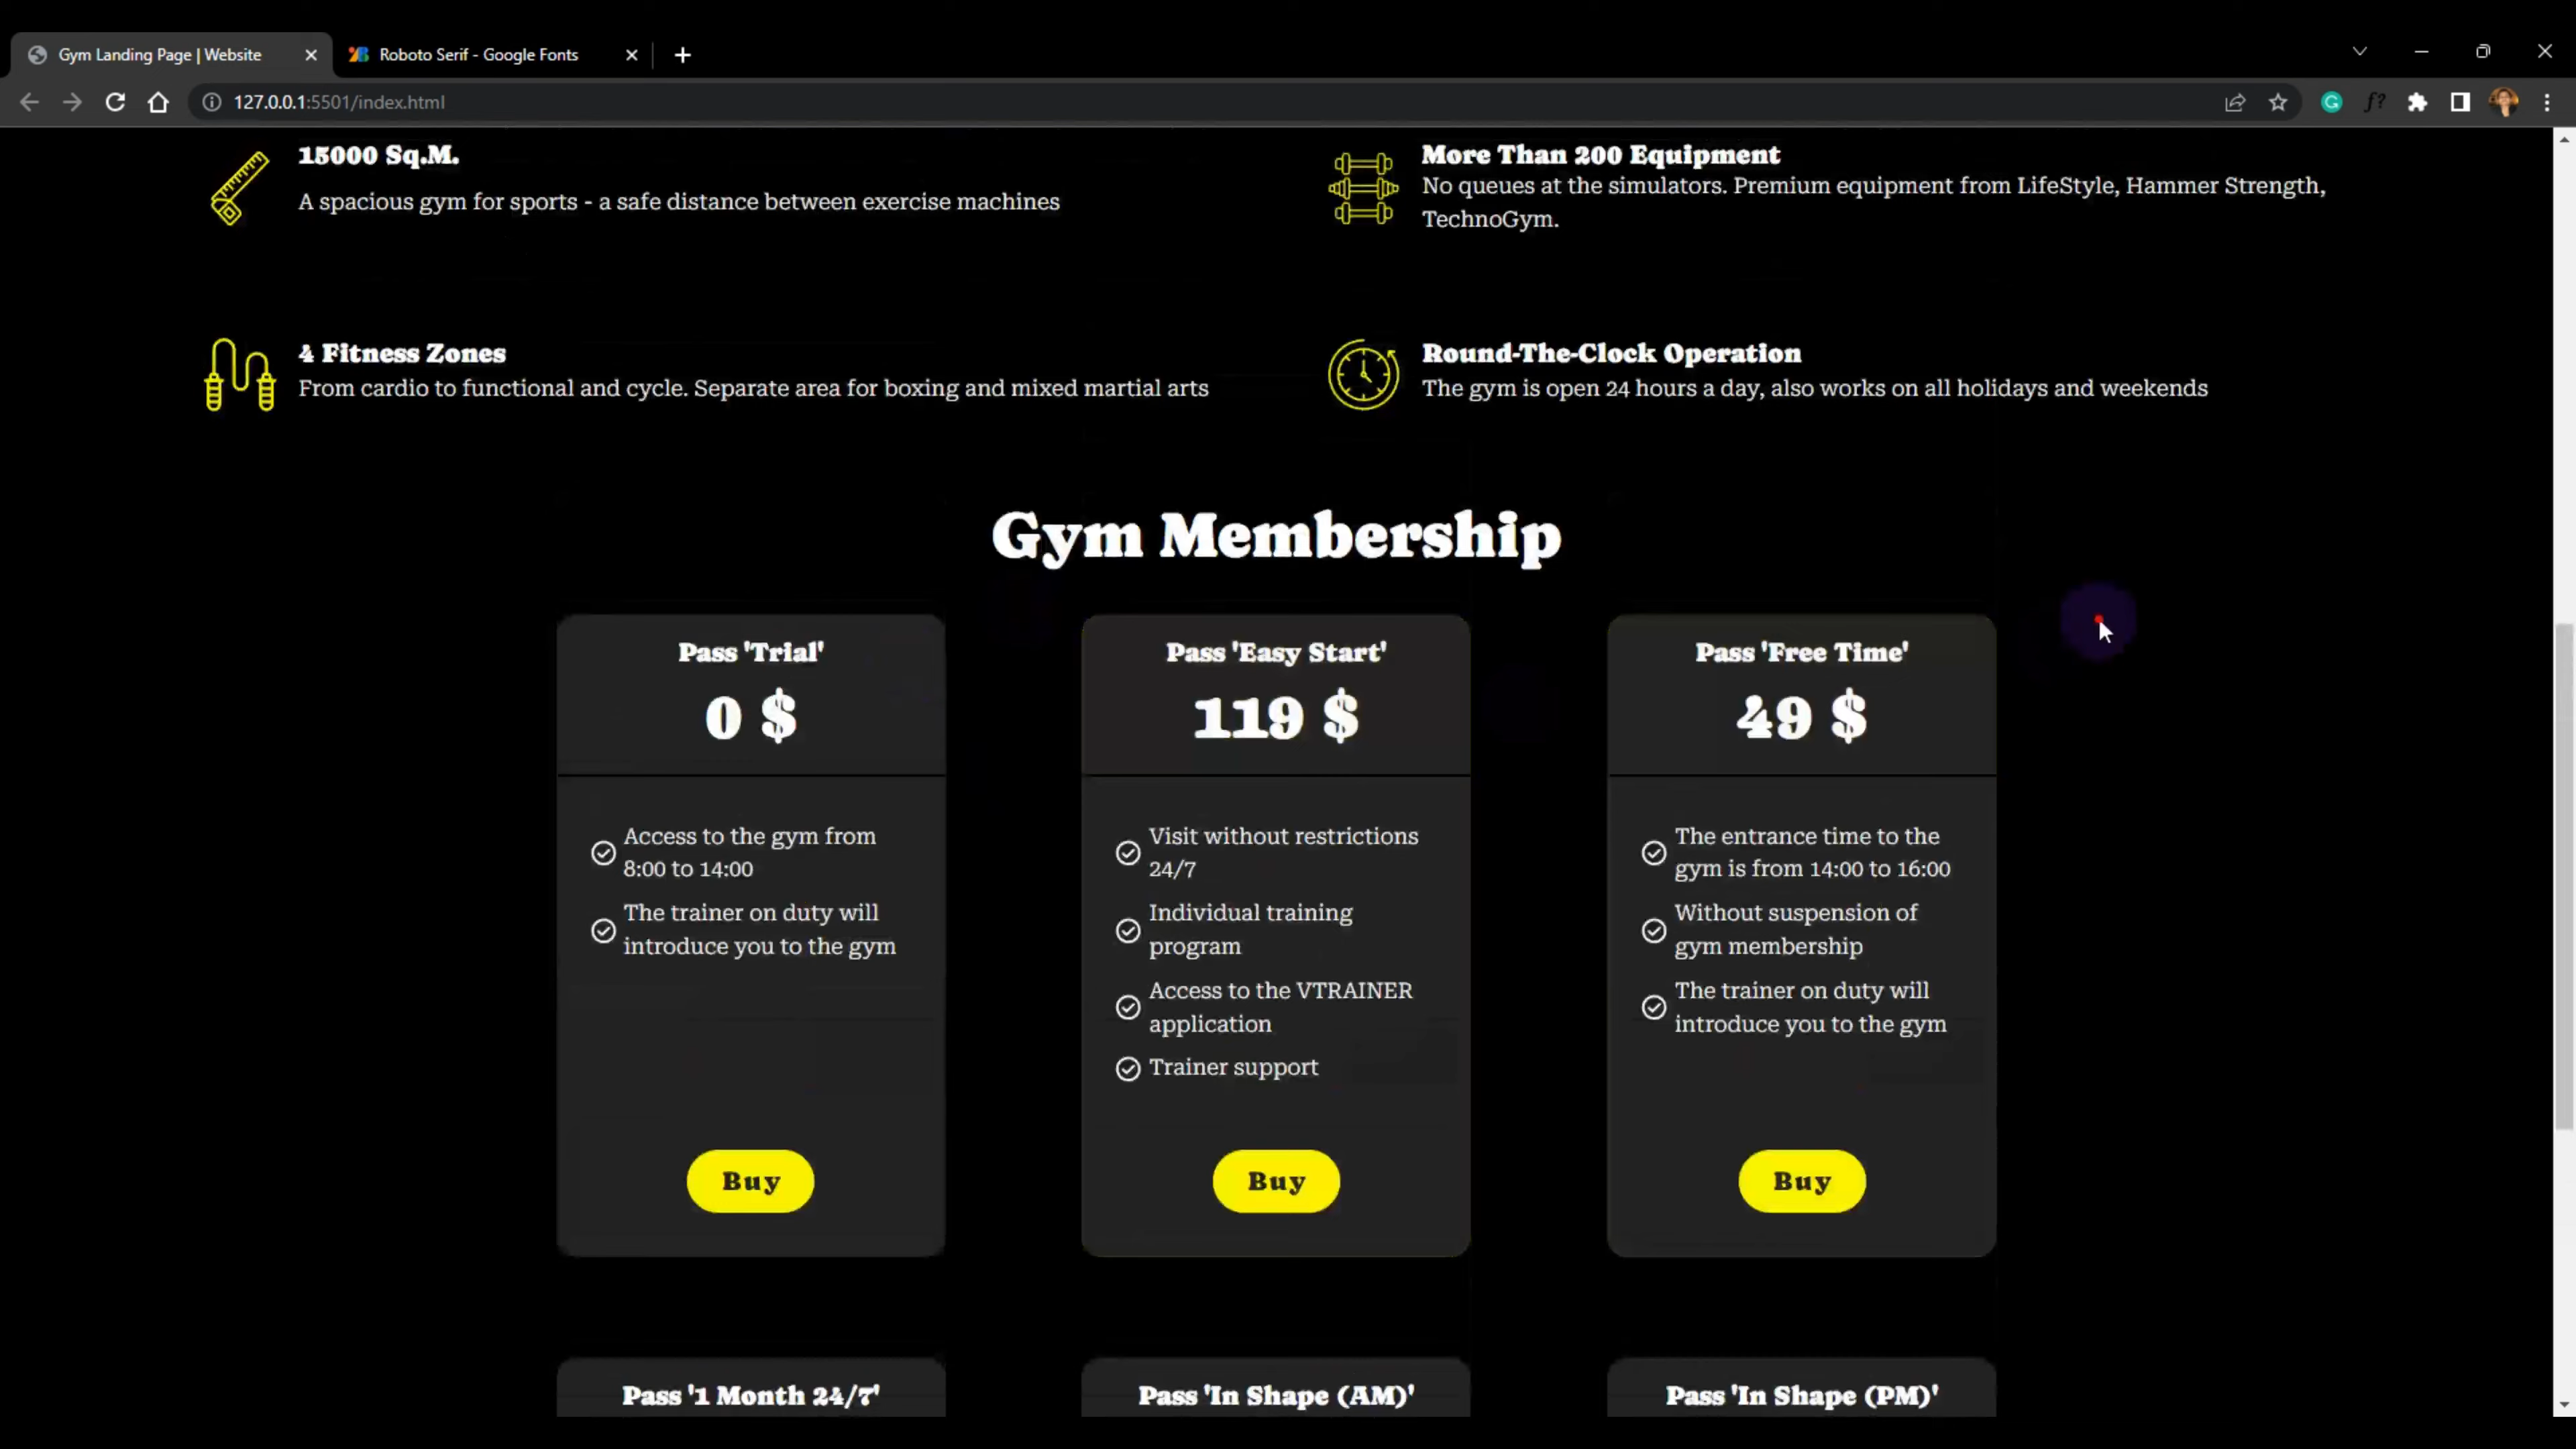 Gym Landing Page | Website
Roboto Serif - Google Fonts
127.0.0.1:5501/index.html
15000 Sq.M.
A spacious gym for sports - a safe distance between exercise machines
More Than 200 Equipment
No queues at the simulators. Premium equipment from LifeStyle, Hammer Strength,
TechnoGym.
4 Fitness Zones
From cardio to functional and cycle. Separate area for boxing and mixed martial arts
Round-The-Clock Operation
The gym is open 24 hours a day, also works on all holidays and weekends
Gym Membership
Pass 'Trial'
0 $
Access to the gym from
8:00 to 14:00
The trainer on duty will
introduce you to the gym
Buy
Pass 'Easy Start'
119 $
Visit without restrictions
24/7
Individual training
program
Access to the VTRAINER
application
Trainer support
Buy
Pass 'Free Time'
49 $
The entrance time to the
gym is from 14:00 to 16:00
Without suspension of
gym membership
The trainer on duty will
introduce you to the gym
Buy
Pass '1 Month 24/7'
Pass 'In Shape (AM)'
Pass 'In Shape (PM)'